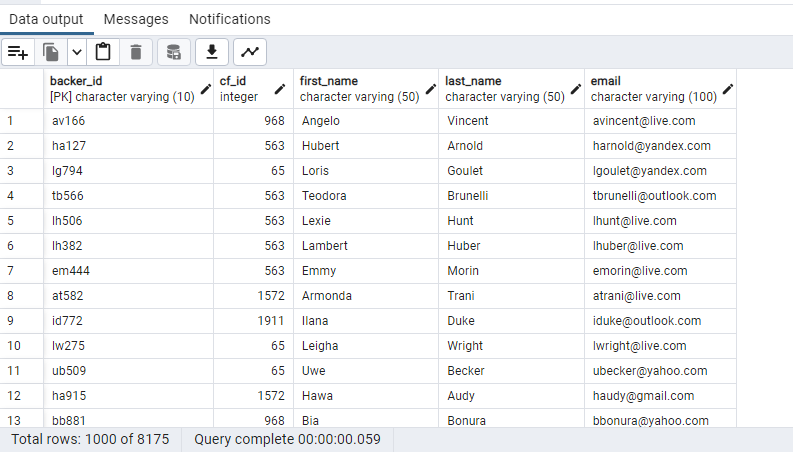 Data output Messages Notifications
backer_id cf_id first_name last_name email
[PK] character varying (10) integer character varying (50) character varying (50) character varying (100)
1 av166 968 Angelo Vincent avincent@live.com
2 ha127 563 Hubert Arnold harnold@yandex.com
3 lg794 65 Loris Goulet lgoulet@yandex.com
4 tb566 563 Teodora Brunelli tbrunelli@outlook.com
5 lh506 563 Lexie Hunt lhunt@live.com
6 lh382 563 Lambert Huber lhuber@live.com
7 em444 563 Emmy Morin emorin@live.com
8 at582 1572 Armonda Trani atrani@live.com
9 id772 1911 Ilana Duke iduke@outlook.com
10 lw275 65 Leigha Wright lwright@live.com
11 ub509 65 Uwe Becker ubecker@yahoo.com
12 ha915 1572 Hawa Audy haudy@gmail.com
13 bb881 968 Bia Bonura bbonura@yahoo.com
Total rows: 1000 of 8175 Query complete 00:00:00.059